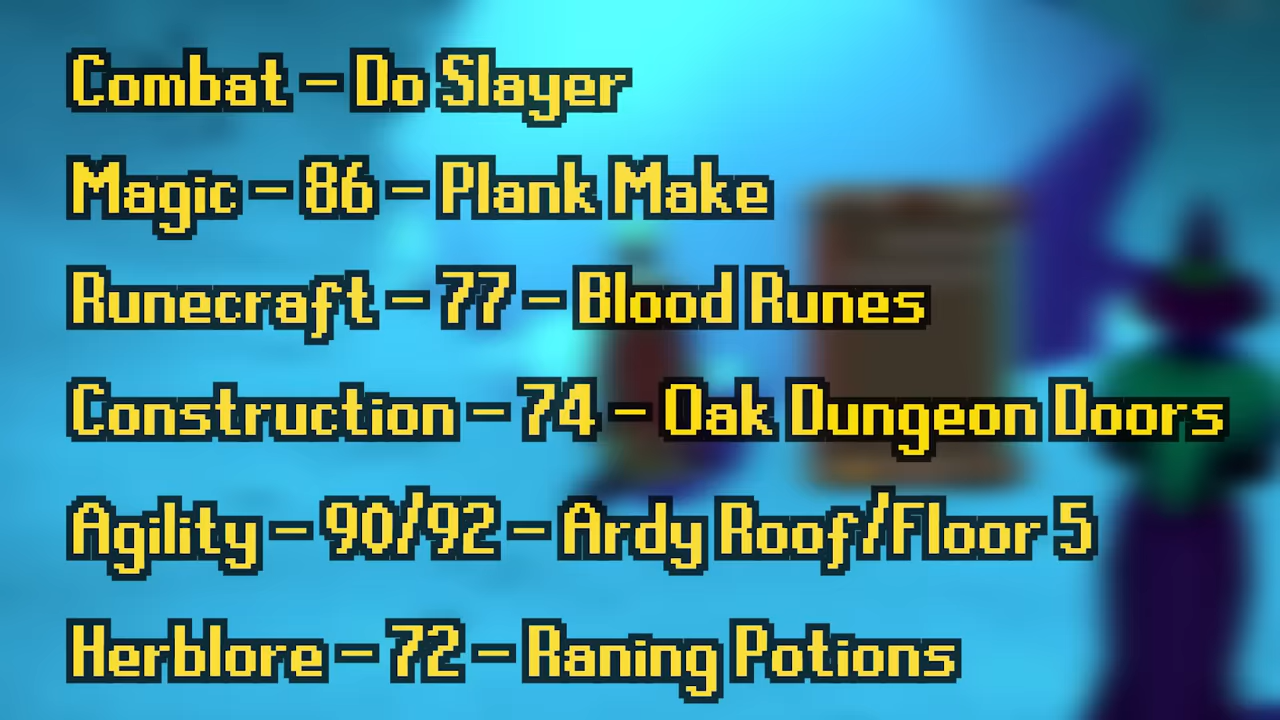 Combat - Do Slayer
Magic - 86 - Plank Make
Runecraft - 77 - Blood Runes
Construction - 74 - Oak Dungeon Doors
Agility - 90/92 - Ardy Roof/Floor 5
Herblore - 72 - Raning Potions